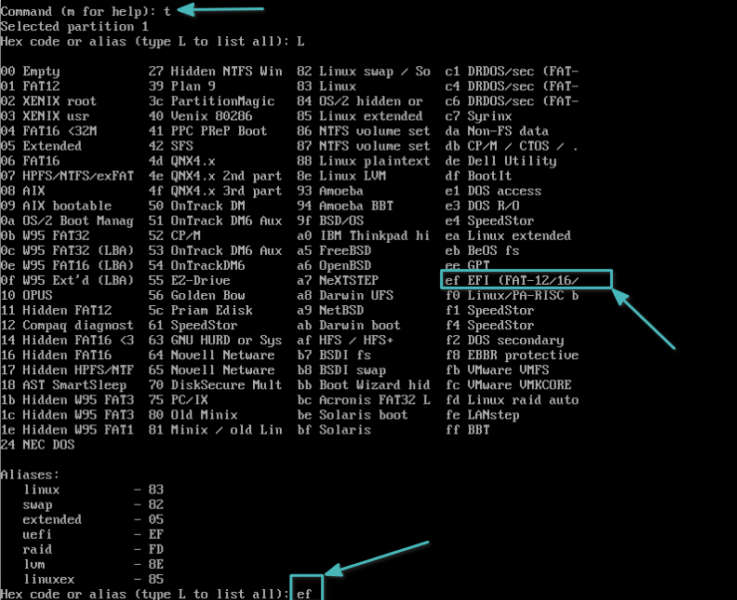 Command (m for help): t
Selected partition 1
Hex code or alias (type L to list all): L
00 Empty 27 Hidden NTFS Win 82 Linux swap / So c1 DRDOS/sec (FAT-
01 FAT12 39 Plan 9 83 Linux c4 DRDOS/sec (FAT-
02 XENIX root 3c PartitionMagic 84 OS/2 hidden or c6 DRDOS/sec (FAT-
03 XENIX usr 40 Venix 80286 85 Linux extended c7 Syrinx
04 FAT16 <32M 41 PPC PReP Boot 86 NTFS volume set da Non-FS data
05 Extended 42 SFS 87 NTFS volume set db CP/M / CTOS / .
06 FAT16 4d QNX4.x 88 Linux plaintext de Dell Utility
07 HPFS/NTFS/exFAT 4e QNX4.x 2nd part 8e Linux LVM df BootIt
08 AIX 4f QNX4.x 3rd part 93 Amoeba e1 DOS access
09 AIX bootable 50 OnTrack DM 94 Amoeba BBT e3 DOS R/O
0a OS/2 Boot Manag 51 OnTrack DM6 Aux 9f BSD/OS e4 SpeedStor
0b W95 FAT32 52 CP/M a0 IBM Thinkpad hi ea Linux extended
0c W95 FAT32 (LBA) 53 OnTrack DM6 Aux a5 FreeBSD eb BeOS fs
0e W95 FAT16 (LBA) 54 OnTrackDM6 a6 OpenBSD ee GPT
0f W95 Ext'd (LBA) 55 EZ-Drive a7 NeXTSTEP ef EFI (FAT-12/16/
10 OPUS 56 Golden Bow a8 Darwin UFS f0 Linux/PA-RISC b
11 Hidden FAT12 5c Priam Edisk a9 NetBSD f1 SpeedStor
12 Compaq diagnost 61 SpeedStor ab Darwin boot f4 SpeedStor
14 Hidden FAT16 <3 63 GNU HURD or Sys af HFS / HFS+ f2 DOS secondary
16 Hidden FAT16 64 Novell Netware b7 BSDI fs f8 EBBR protective
17 Hidden HPFS/NTF 65 Novell Netware b8 BSDI swap fb VMware VMFS
18 AST SmartSleep 70 DiskSecure Mult bb Boot Wizard hid fc VMware VMKCORE
1b Hidden W95 FAT3 75 PC/IX bc Acronis FAT32 L fd Linux raid auto
1c Hidden W95 FAT3 80 Old Minix be Solaris boot fe LANstep
1e Hidden W95 FAT1 81 Minix / old Lin bf Solaris ff BBT
24 NEC DOS
Aliases:
linux - 83
swap - 82
extended - 05
uefi - EF
raid - FD
lvm - 8E
linuxex - 85
Hex code or alias (type L to list all): ef